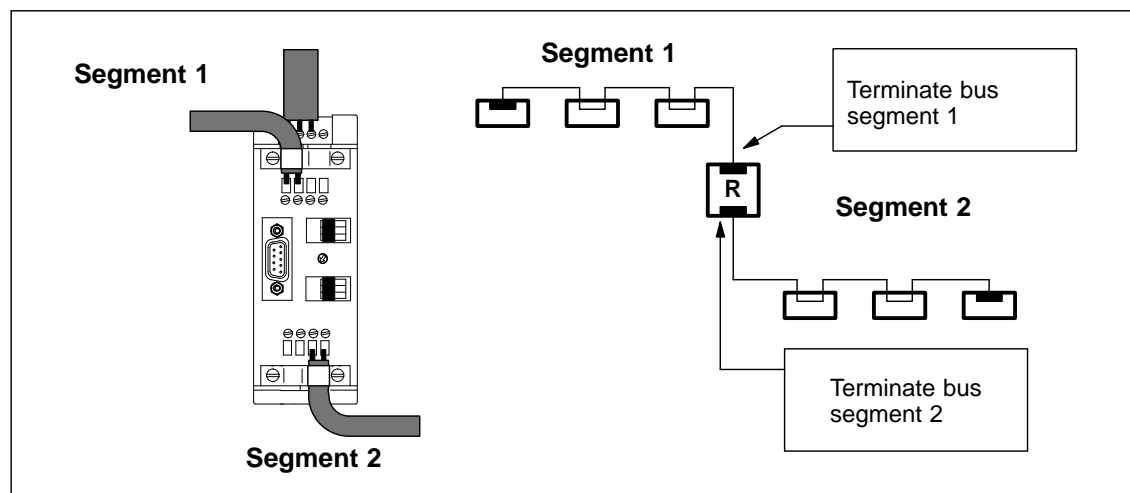 Segment 1
Segment 2
Segment 1
Terminate bus
segment 1
R
Segment 2
Terminate bus
segment 2